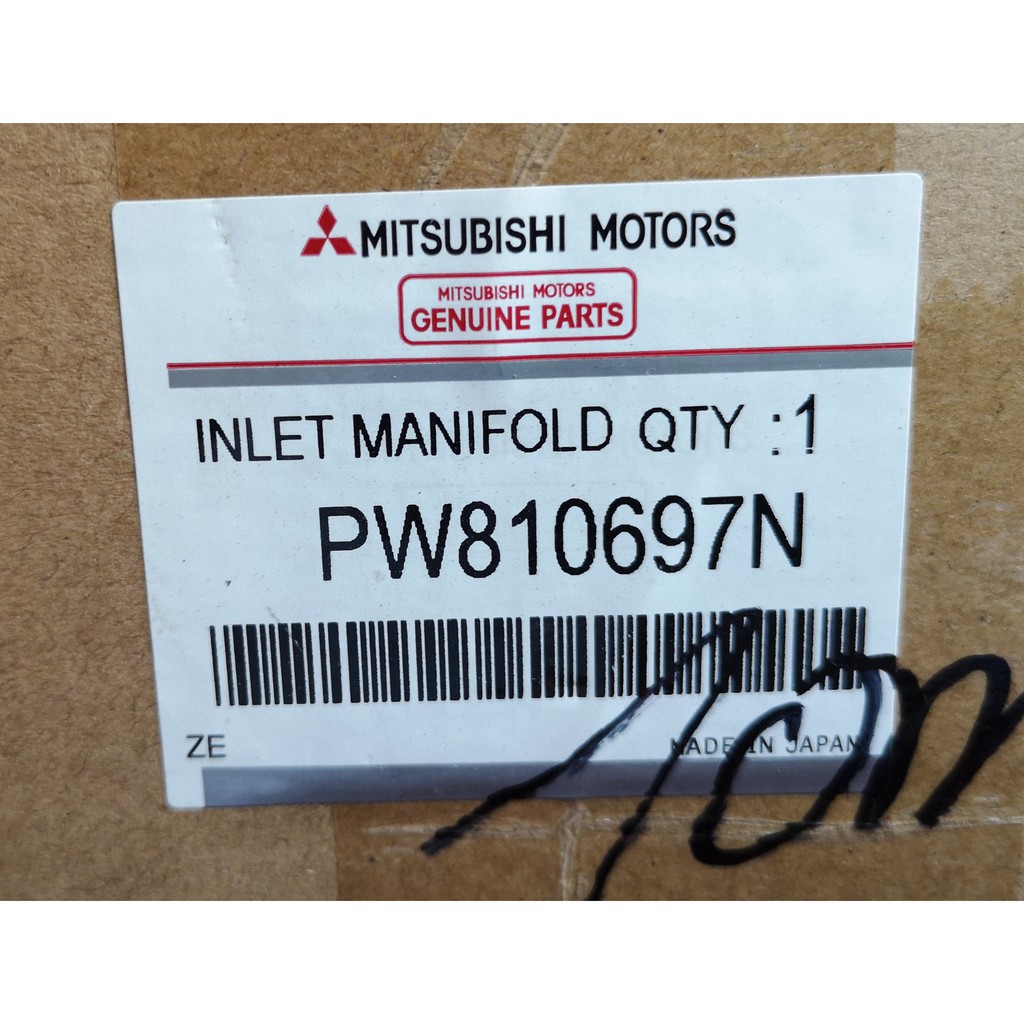 MITSUBISHI MOTORS
MITSUBISHI MOTORS
GENUINE PARTS
INLET MANIFOLD QTY :1
PW810697N
ZE
MADE IN JAPAN